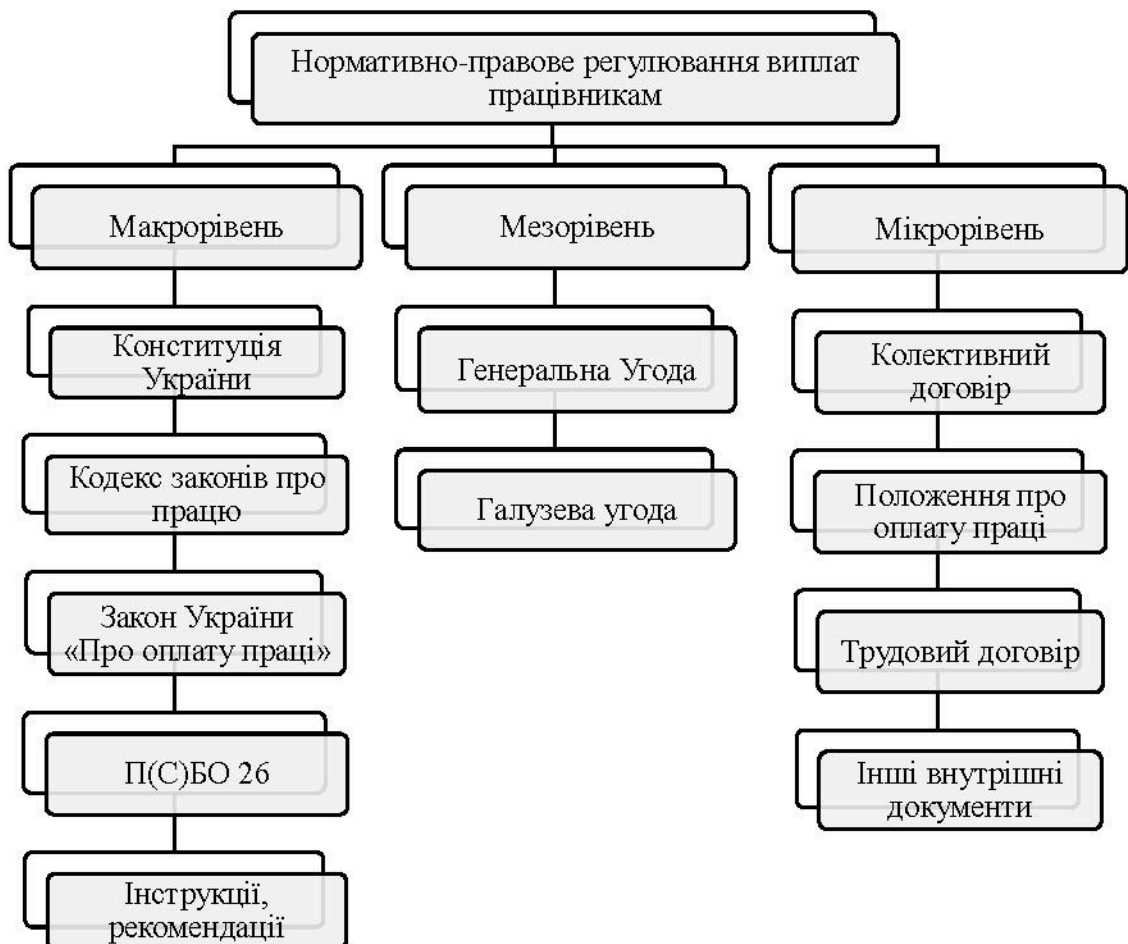 Нормативно-правове регулювання виплат
працівникам
Макрорівень
Мезорівень
Мікрорівень
Конституція
України
Генеральна Угода
Колективний
договір
Кодекс законів про
працю
Галузева угода
Положення про
оплату праці
Закон України
«Про оплату праці»
Трудовий договір
П(С)БО 26
Інші внутрішні
документи
Інструкції,
рекомендації